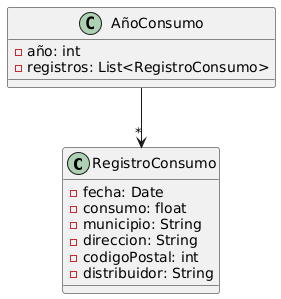 C AñoConsumo
año: int
registros: List<RegistroConsumo>
*
C RegistroConsumo
fecha: Date
consumo: float
municipio: String
direccion: String
codigoPostal: int
distribuidor: String